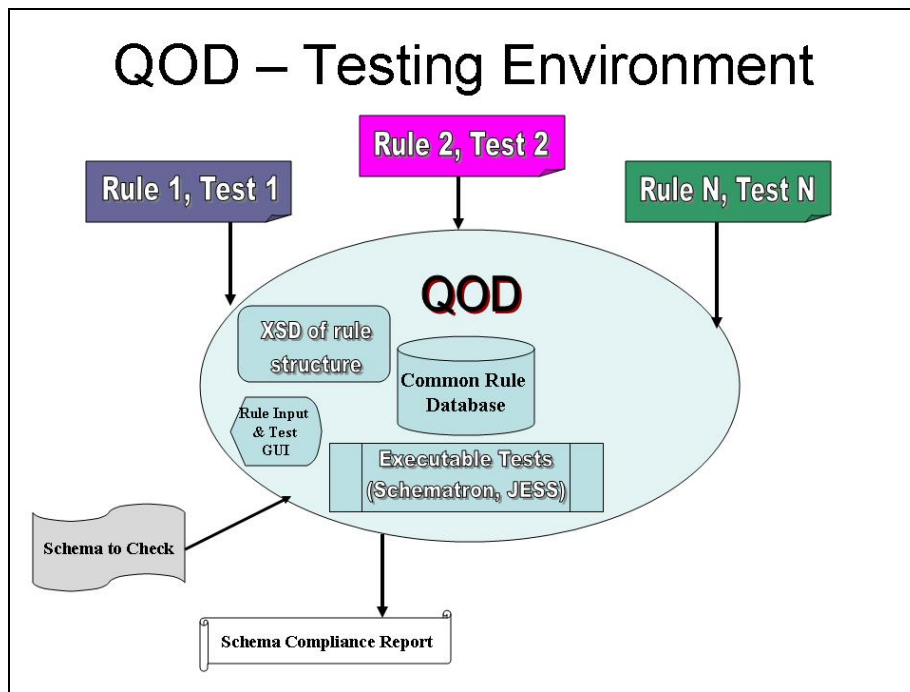 QOD – Testing Environment
Rule 1, Test 1
Rule 2, Test 2
Rule N, Test N
QOD
XSD of rule
structure
Common Rule
Database
Rule Input
& Test
GUI
Executable Tests
(Schematron, JESS)
Schema to Check
Schema Compliance Report